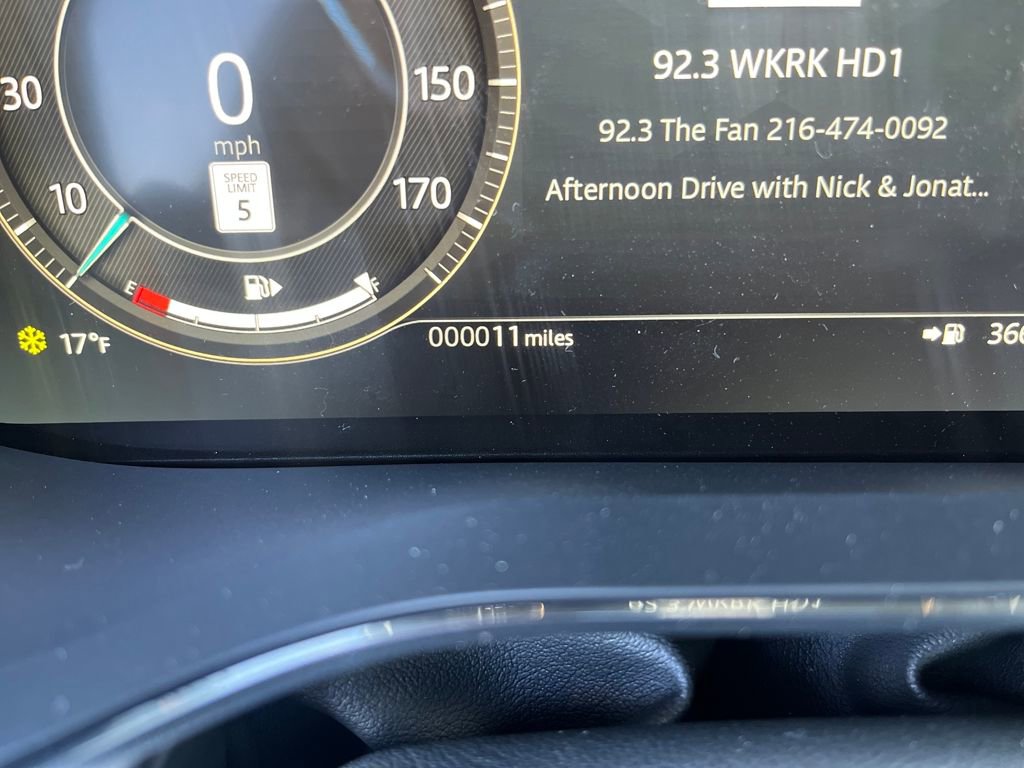 30
10
0
mph
SPEED
LIMIT
5
150
170
E
F
17°F
000011 miles
92.3 WKRK HD1
92.3 The Fan 216-474-0092
Afternoon Drive with Nick & Jonat...